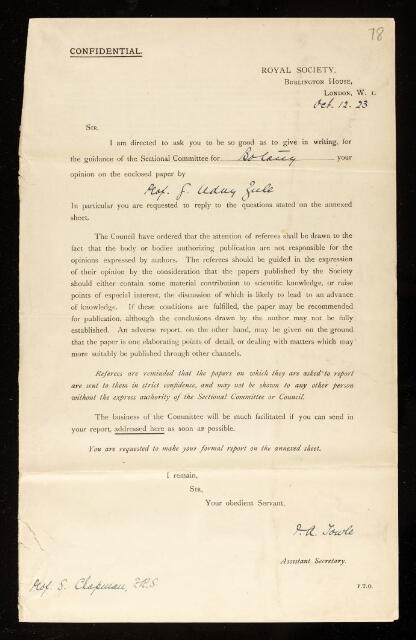 78
CONFIDENTIAL.
ROYAL SOCIETY,
BURLINGTON HOUSE,
LONDON, W. 1.
Oct. 12. 23
SIR,
I am directed to ask you to be so good as to give in writing,
for the guidance of the Sectional Committee for Botany your
opinion on the enclosed paper by
Prof. G. Udny Yule
In particular you are requested to reply to the questions stated on the annexed
sheet.
The Council have ordered that the attention of referees shall be drawn to the
fact that the body or bodies authorizing publication are not responsible for the
opinions expressed by authors. The referees should be guided in the expression
of their opinion by the consideration that the papers published by the Society
should either contain some material contribution to scientific knowledge, or raise
points of especial interest, the discussion of which is likely to lead to an advance
of knowledge. If these conditions are fulfilled, the paper may be recommended
for publication, although the conclusions drawn by the author may not be fully
established. An adverse report, on the other hand, may be given on the ground
that the paper is one elaborating points of detail, or dealing with matters which may
more suitably be published through other channels.
Referees are reminded that the papers on which they are asked to report
are sent to them in strict confidence, and may not be shown to any other person
without the express authority of the Sectional Committee or Council.
The business of the Committee will be much facilitated if you can send in
your report, addressed here as soon as possible.
You are requested to make your formal report on the annexed sheet.
I remain,
SIR,
Your obedient Servant,
F. A. Towle
Assistant Secretary.
Prof. S. Chapman, F.R.S.
P.T.O.